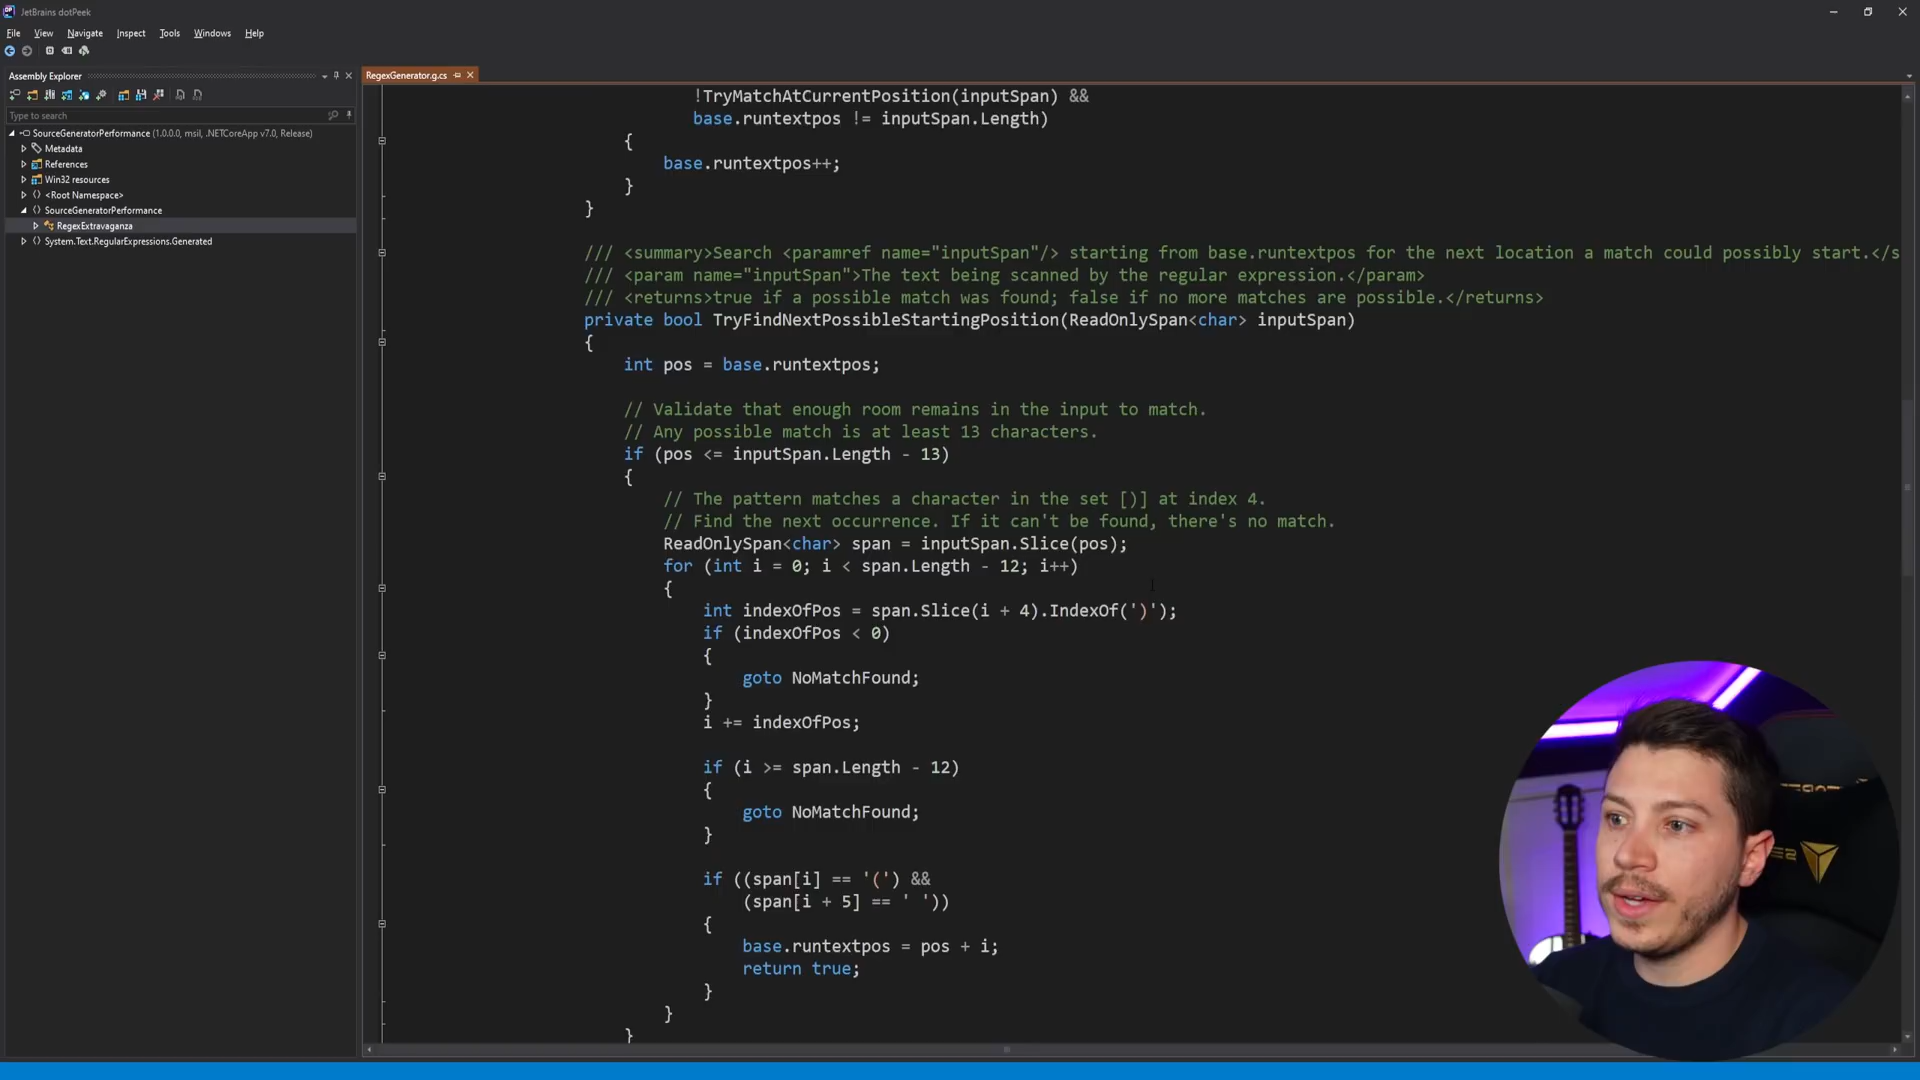 JetBrains dotPeek
File View Navigate Inspect Tools Windows Help
Assembly Explorer
RegexGenerator.g.cs
Type to search
SourceGeneratorPerformance (1.0.0.0, msil, .NETCoreApp v7.0, Release)
Metadata
References
Win32 resources
<Root Namespace>
SourceGeneratorPerformance
RegexExtravaganza
System.Text.RegularExpressions.Generated
!TryMatchAtCurrentPosition(inputSpan) &&
base.runtextpos != inputSpan.Length)
{
base.runtextpos++;
}
}
/// <summary>Search <paramref name="inputSpan"/> starting from base.runtextpos for the next location a match could possibly start.</s
/// <param name="inputSpan">The text being scanned by the regular expression.</param>
/// <returns>true if a possible match was found; false if no more matches are possible.</returns>
private bool TryFindNextPossibleStartingPosition(ReadOnlySpan<char> inputSpan)
{
int pos = base.runtextpos;
// Validate that enough room remains in the input to match.
// Any possible match is at least 13 characters.
if (pos <= inputSpan.Length - 13)
{
// The pattern matches a character in the set [)] at index 4.
// Find the next occurrence. If it can't be found, there's no match.
ReadOnlySpan<char> span = inputSpan.Slice(pos);
for (int i = 0; i < span.Length - 12; i++)
{
int indexOfPos = span.Slice(i + 4).IndexOf(')');
if (indexOfPos < 0)
{
goto NoMatchFound;
}
i += indexOfPos;
if (i >= span.Length - 12)
{
goto NoMatchFound;
}
if ((span[i] == '(') &&
(span[i + 5] == ' '))
{
base.runtextpos = pos + i;
return true;
}
}
}